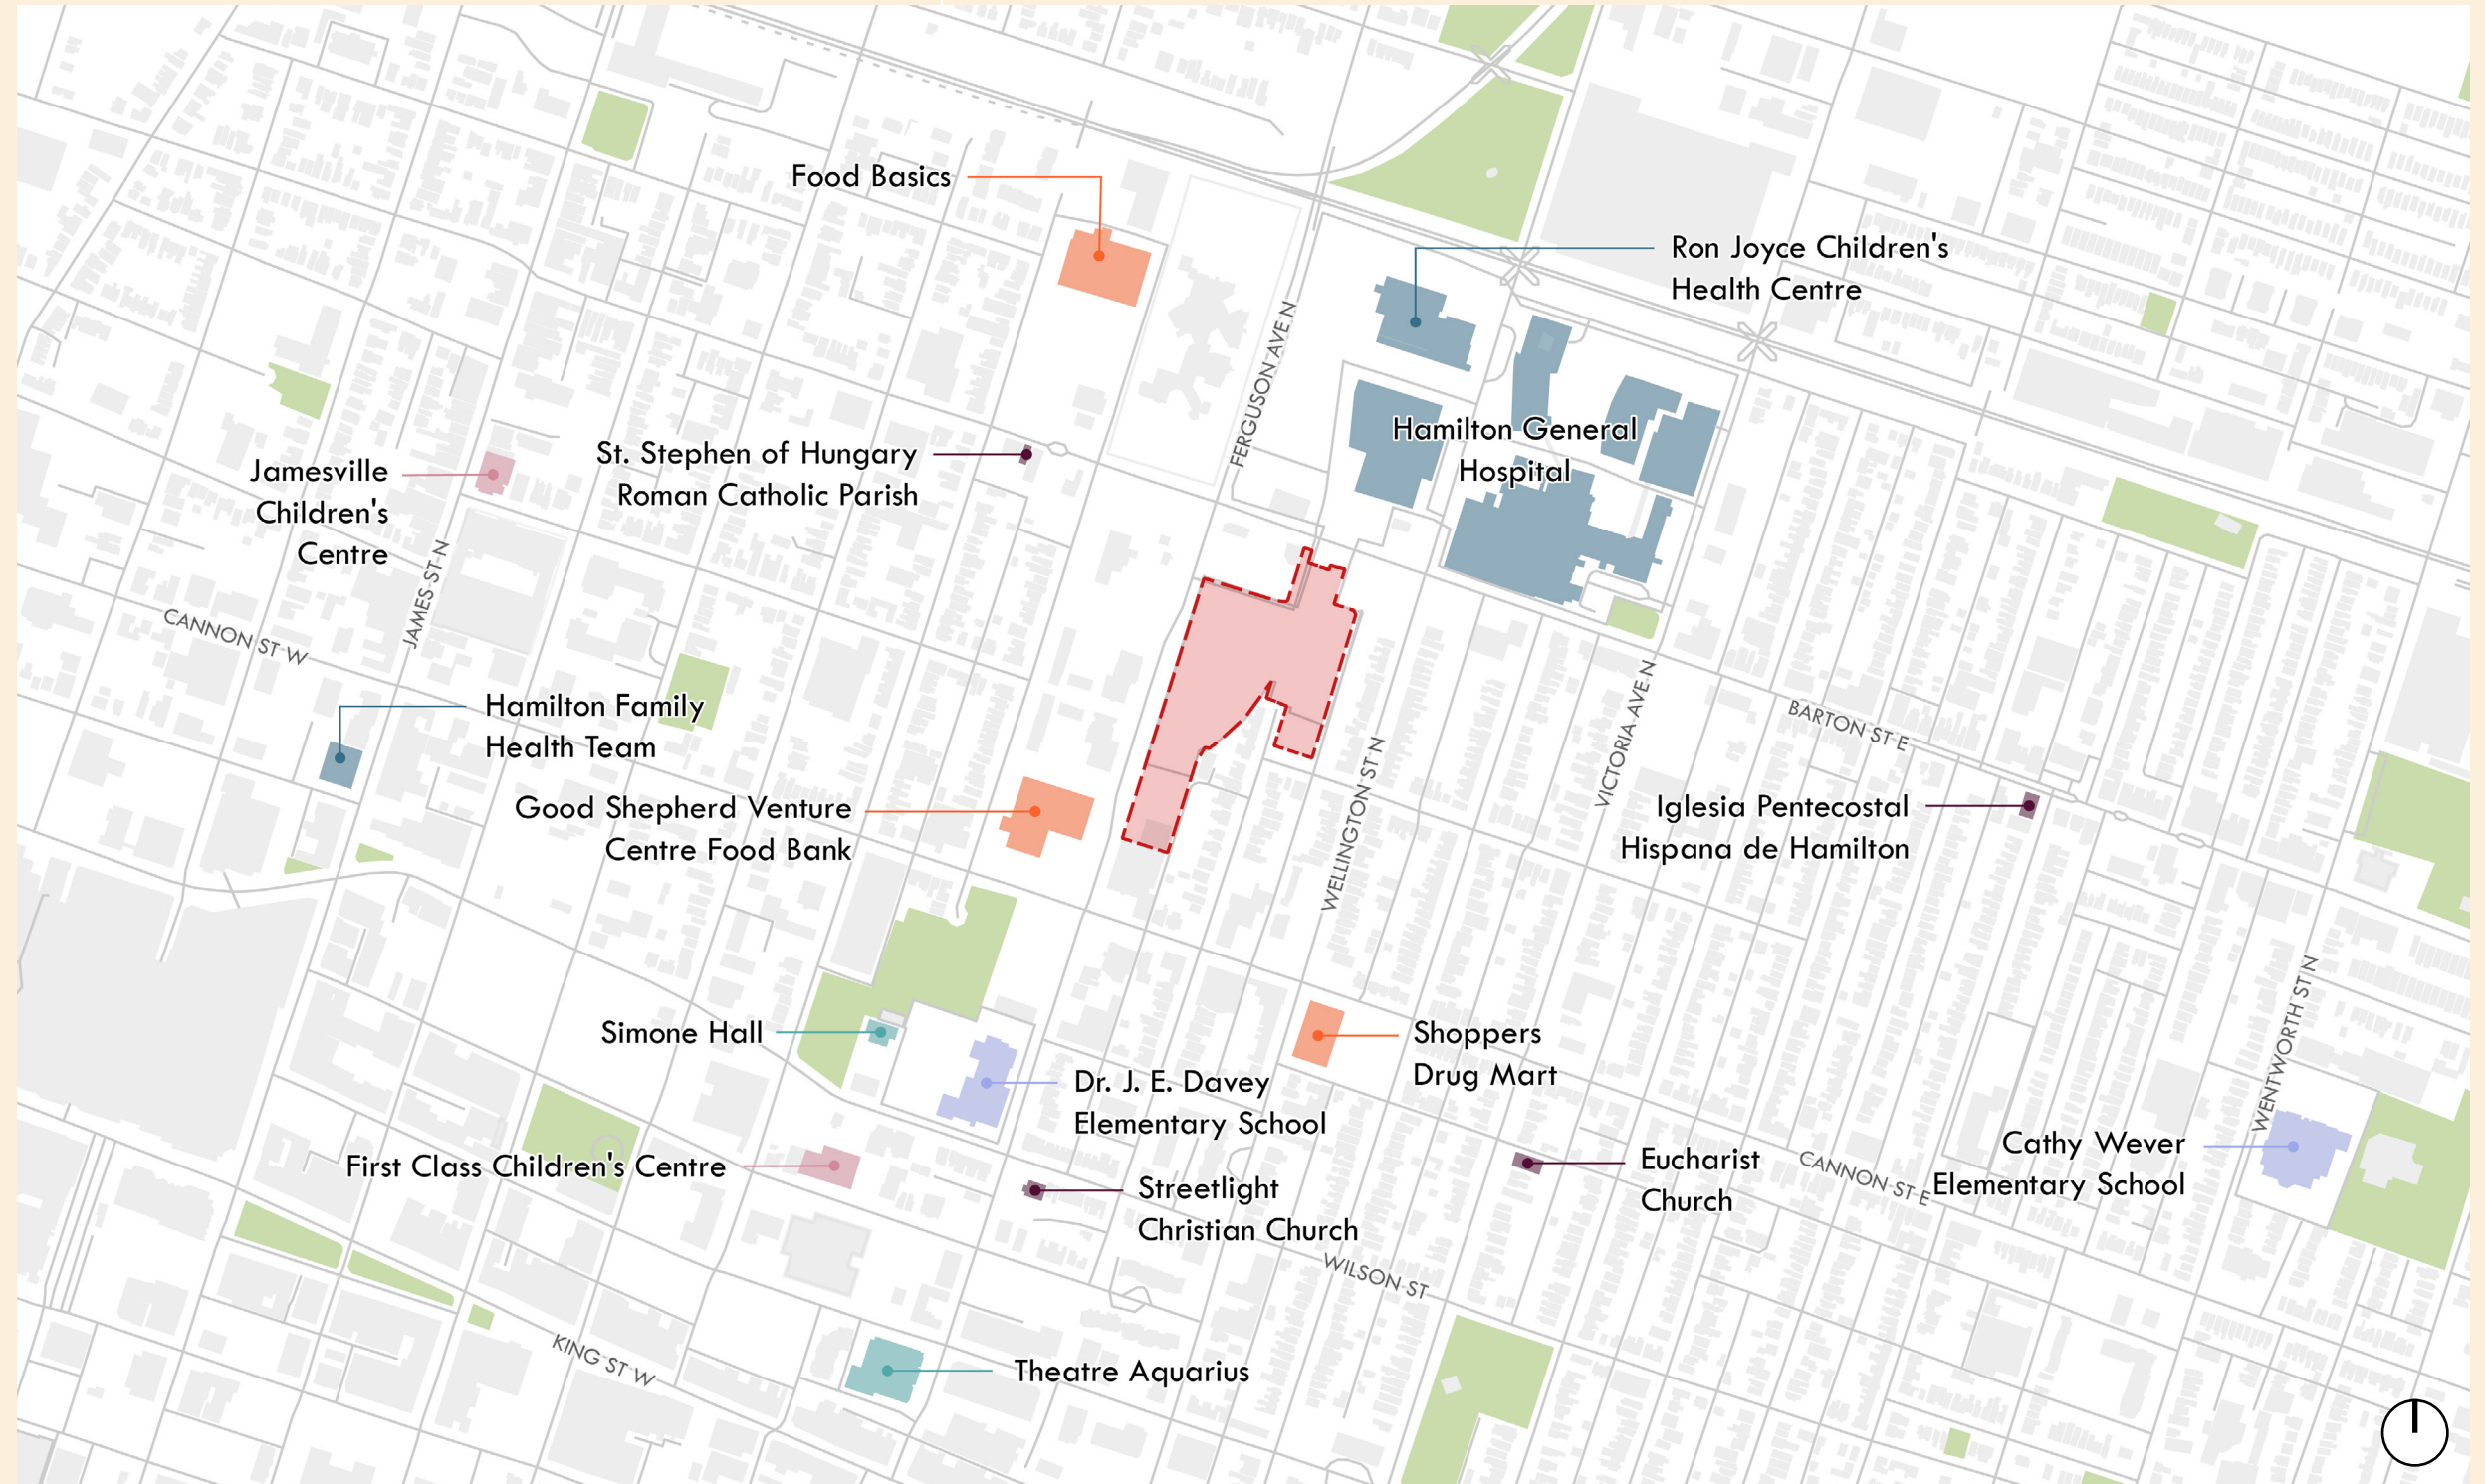 Food Basics
Ron Joyce Children's
Health Centre
FERGUSON AVE N
Hamilton General
Hospital
St. Stephen of Hungary
Roman Catholic Parish
Jamesville
Children's
Centre
JAMES ST N
CANNON ST W
Hamilton Family
Health Team
VICTORIA AVE N
BARTON ST E
WELLINGTON ST N
Good Shepherd Venture
Centre Food Bank
Iglesia Pentecostal
Hispana de Hamilton
WENTWORTH ST N
Simone Hall
Shoppers
Drug Mart
Dr. J. E. Davey
Elementary School
Cathy Wever
Elementary School
First Class Children's Centre
Eucharist
Church
CANNON ST E
Streetlight
Christian Church
WILSON ST
KING ST W
Theatre Aquarius